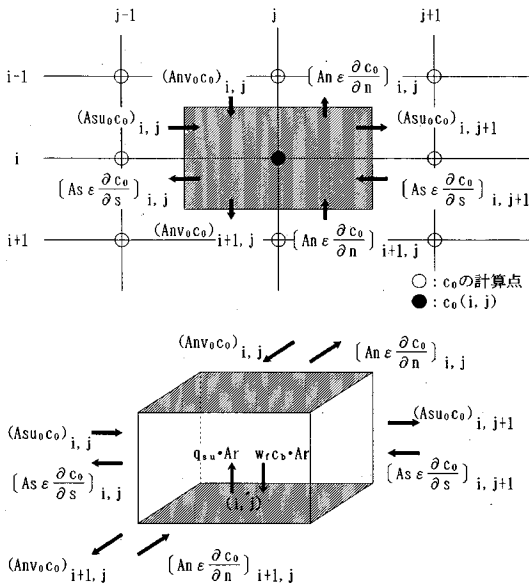 j-1 j j+1
i-1
(Anv₀c₀)i,j
[An ε ∂c₀/∂n]i,j
(Asu₀c₀)i,j
(Asu₀c₀)i,j+1
i
[As ε ∂c₀/∂s]i,j
[As ε ∂c₀/∂s]i,j+1
(Anv₀c₀)i+1,j
[An ε ∂c₀/∂n]i+1,j
i+1
○ : c₀の計算点
● : c₀(i,j)
(Anv₀c₀)i,j
[An ε ∂c₀/∂n]i,j
(Asu₀c₀)i,j
(Asu₀c₀)i,j+1
qsu・Ar wfcb・Ar
[As ε ∂c₀/∂s]i,j
[As ε ∂c₀/∂s]i,j+1
(i,j)
(Anv₀c₀)i+1,j
[An ε ∂c₀/∂n]i+1,j